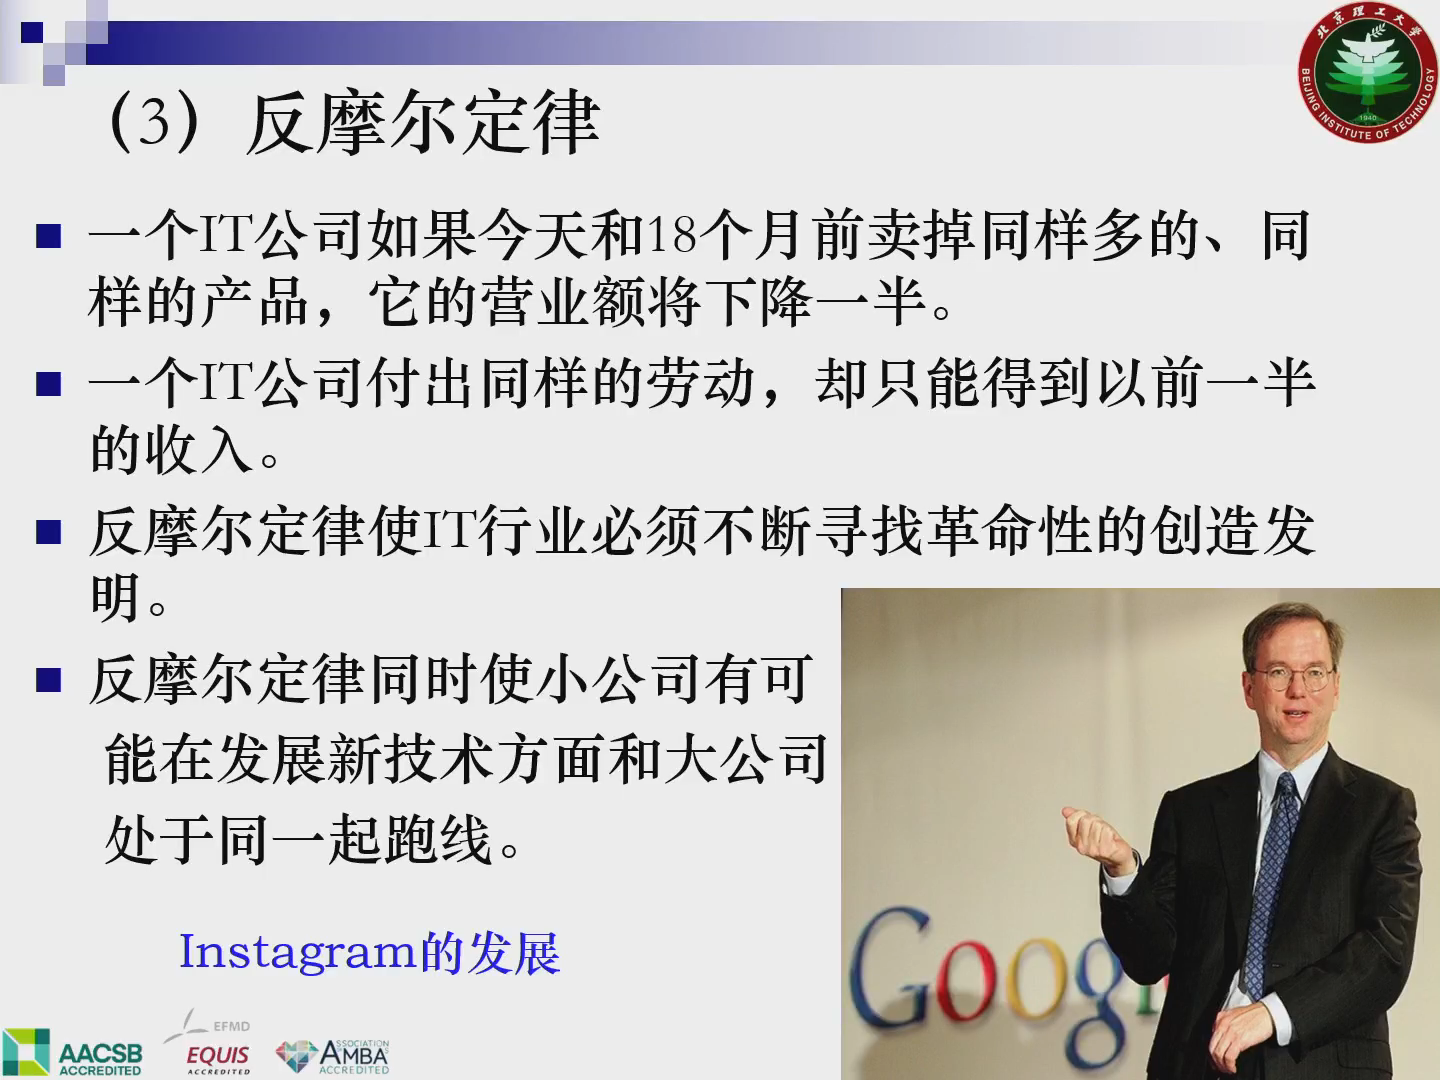 （3）反摩尔定律
北京理工大学
BEIJING INSTITUTE OF TECHNOLOGY
1940
一个IT公司如果今天和18个月前卖掉同样多的、同
样的产品，它的营业额将下降一半。
一个IT公司付出同样的劳动，却只能得到以前一半
的收入。
反摩尔定律使IT行业必须不断寻找革命性的创造发
明。
反摩尔定律同时使小公司有可
能在发展新技术方面和大公司
处于同一起跑线。
Instagram的发展
Googl
AACSB
ACCREDITED
EFMD
EQUIS
ACCREDITED
ASSOCIATION
AMBAs
ACCREDITED